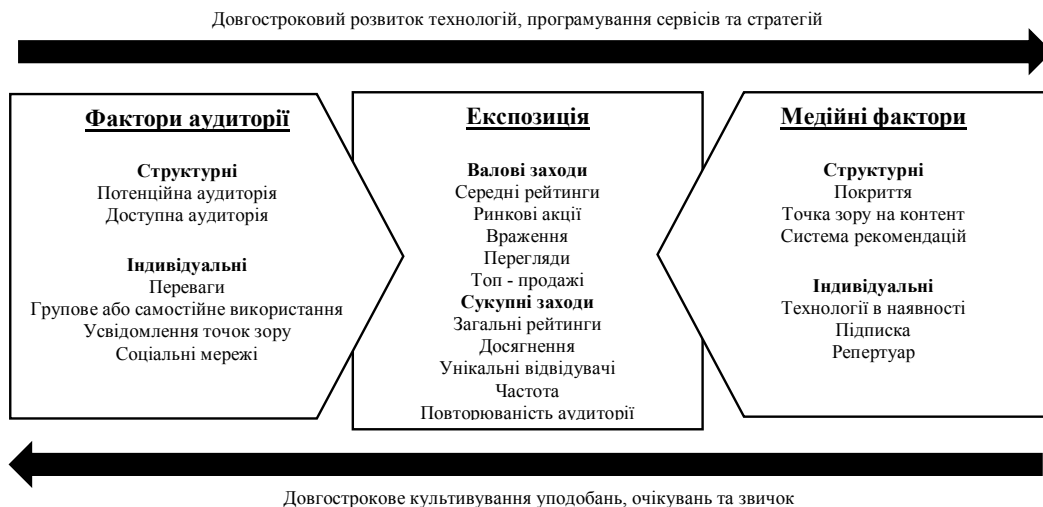 Довгостроковий розвиток технологій, програмування сервісів та стратегій
Фактори аудиторії
Структурні
Потенційна аудиторія
Доступна аудиторія
Індивідуальні
Переваги
Групове або самостійне використання
Усвідомлення точок зору
Соціальні мережі
Експозиція
Валові заходи
Середні рейтинги
Ринкові акції
Враження
Перегляди
Топ - продажі
Сукупні заходи
Загальні рейтинги
Досягнення
Унікальні відвідувачі
Частота
Повторюваність аудиторії
Медійні фактори
Структурні
Покриття
Точка зору на контент
Система рекомендацій
Індивідуальні
Технології в наявності
Підписка
Репертуар
Довгострокове культивування уподобань, очікувань та звичок